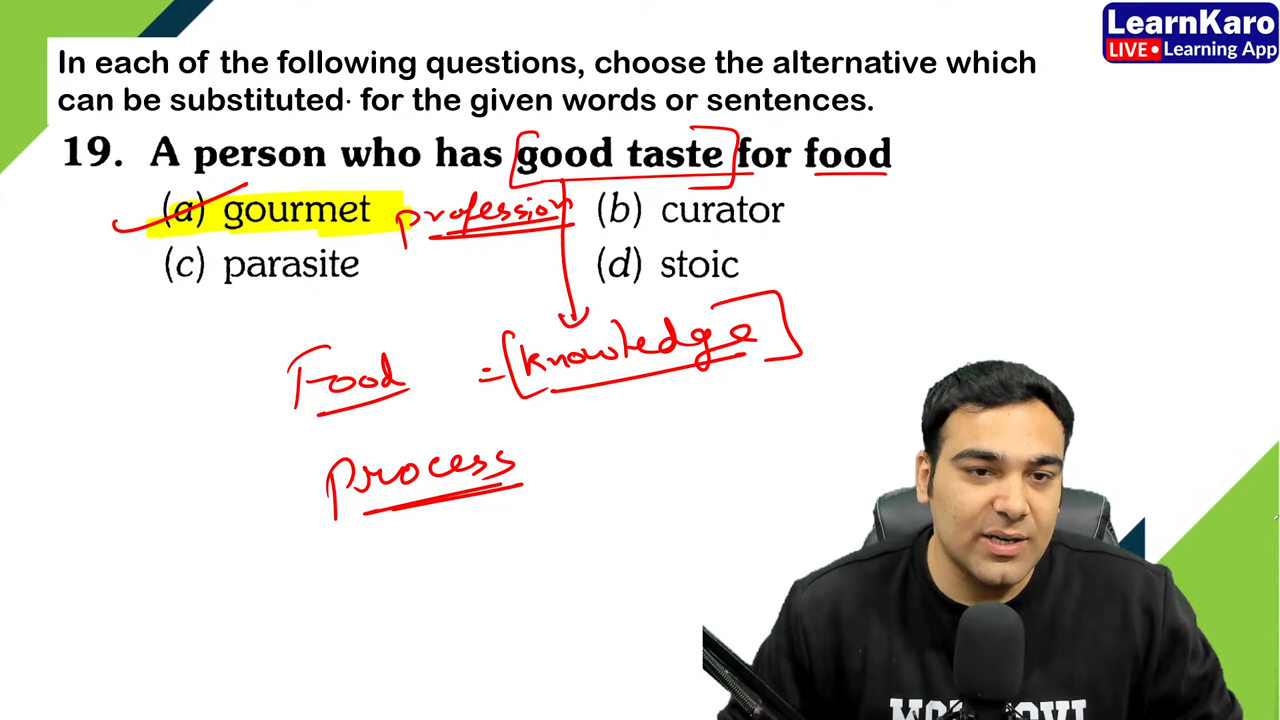 LearnKaro
LIVE • Learning App
In each of the following questions, choose the alternative which
can be substituted for the given words or sentences.
19. A person who has good taste for food
(a) gourmet profession (b) curator
(c) parasite (d) stoic
Food = [knowledge]
Process